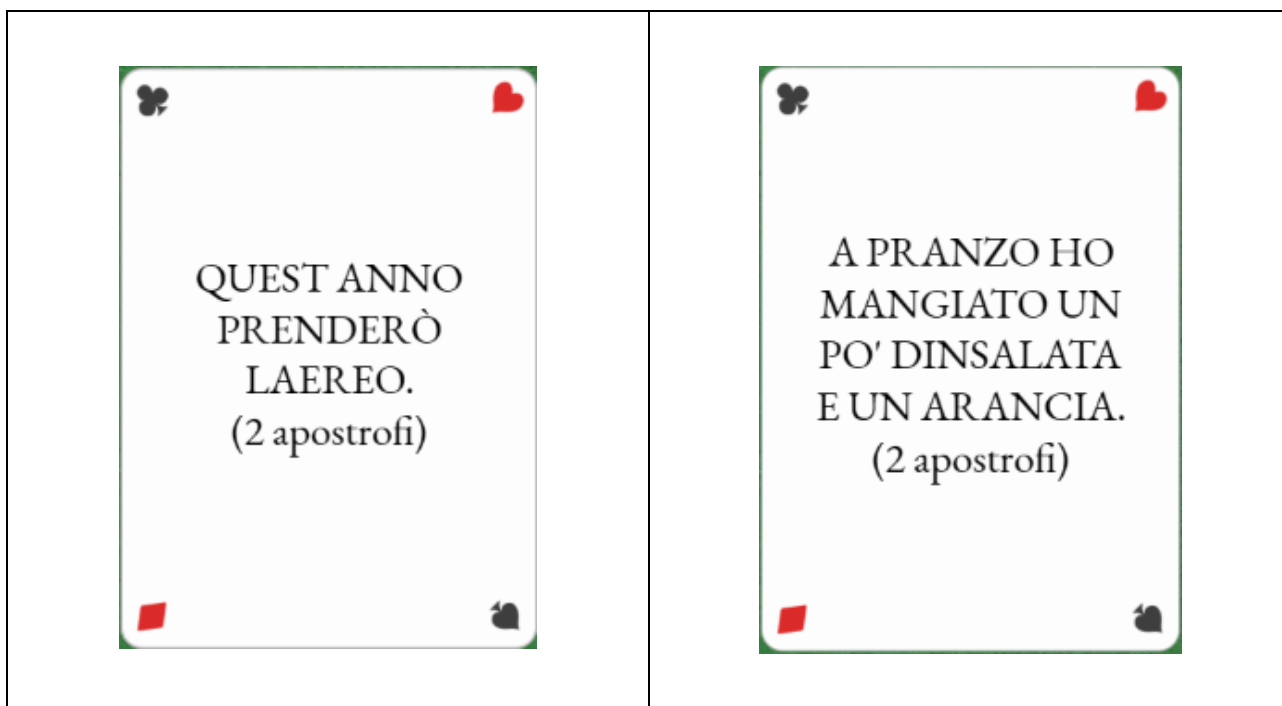 QUEST ANNO
PRENDERÒ
LAEREO.
(2 apostrofi)
A PRANZO HO
MANGIATO UN
PO' DINSALATA
E UN ARANCIA.
(2 apostrofi)